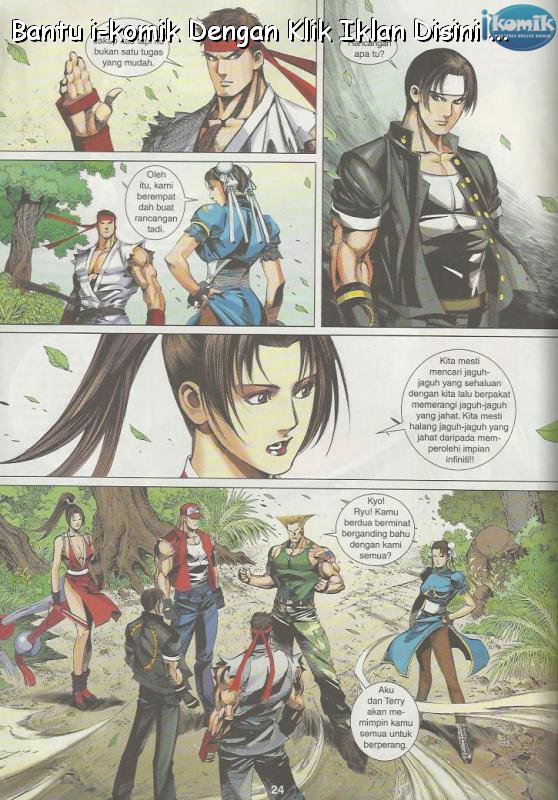 Bantu i-komik Dengan Klik Iklan Disini ...
ikomik
bukan satu tugas
yang mudah.
Rancangan
apa tu?
Oleh
itu, kami
berempat
dah buat
rancangan
tadi.
Kita mesti
mencari jaguh-
jaguh yang sehaluan
dengan kita lalu berpakat
memerangi jaguh-jaguh
yang jahat. Kita mesti
halang jaguh-jaguh yang
jahat daripada mem-
perolehi impian
infiniti!!
Kyo!
Ryu! Kamu
berdua berminat
berganding bahu
dengan kami
semua?
Aku
dan Terry
akan me-
mimpin kamu
semua untuk
berperang.
24